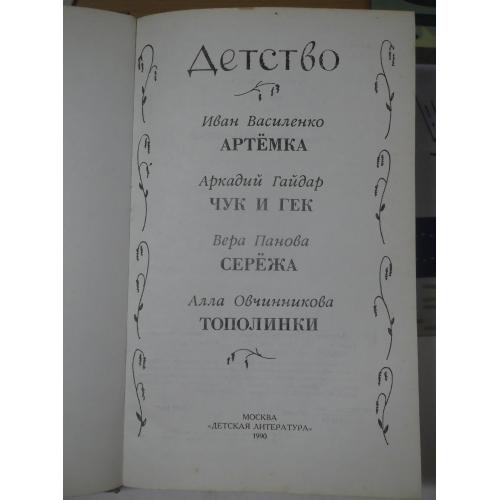 Детство
Иван Василенко
АРТЁМКА
Аркадий Гайдар
ЧУК И ГЕК
Вера Панова
СЕРЁЖА
Алла Овчинникова
ТОПОЛИНКИ
МОСКВА
«ДЕТСКАЯ ЛИТЕРАТУРА»
1990